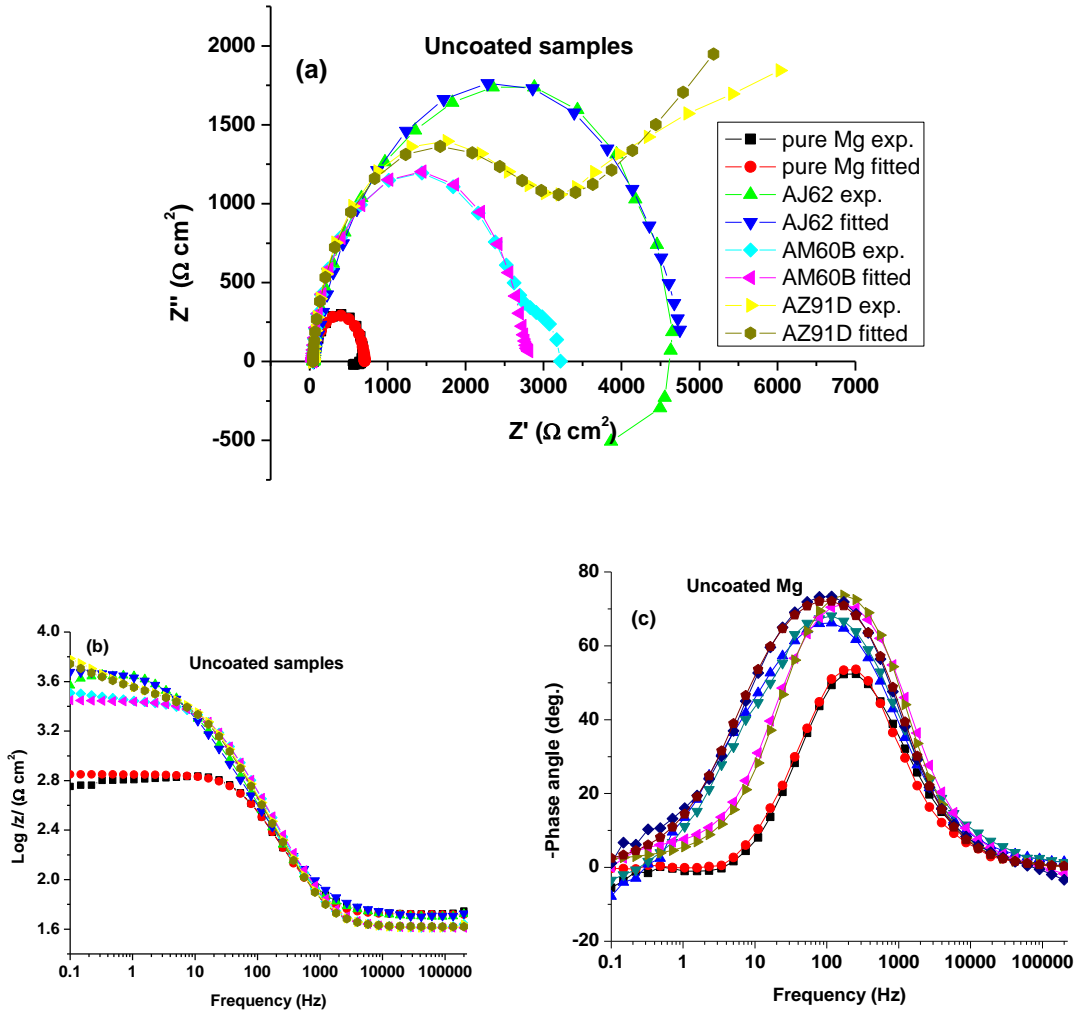 (a)
Uncoated samples
Z'' (Ω cm²)
2000
1500
1000
500
0
-500
0 1000 2000 3000 4000 5000 6000 7000
Z' (Ω cm²)
pure Mg exp.
pure Mg fitted
AJ62 exp.
AJ62 fitted
AM60B exp.
AM60B fitted
AZ91D exp.
AZ91D fitted
(b)
Uncoated samples
Log /z/ (Ω cm²)
4.0
3.6
3.2
2.8
2.4
2.0
1.6
0.1 1 10 100 1000 10000 100000
Frequency (Hz)
Uncoated Mg
(c)
-Phase angle (deg.)
80
60
40
20
0
-20
0.1 1 10 100 1000 10000 100000
Frequency (Hz)